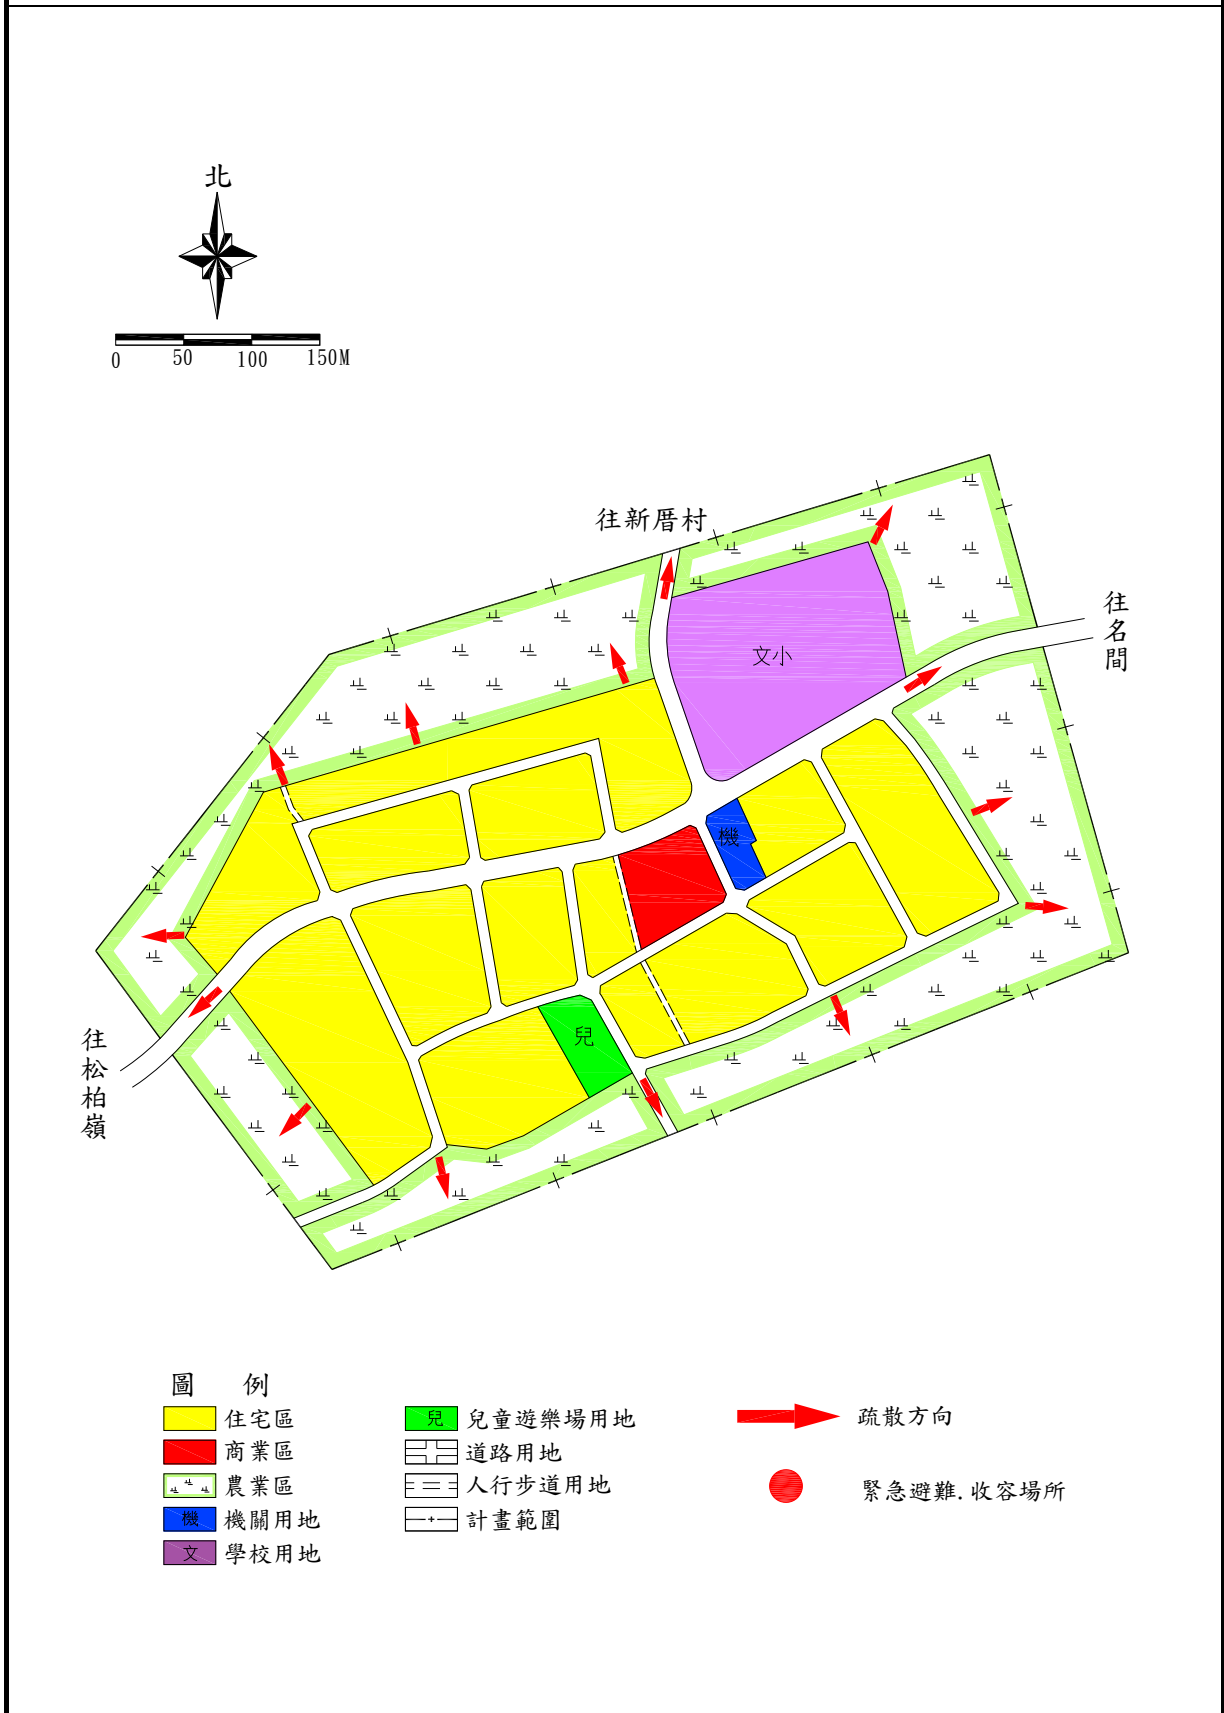 北
0 50 100 150M
往新厝村
往名間
文小
機
兒
往松柏嶺
圖 例
住宅區
商業區
農業區
機 機關用地
文 學校用地
兒 兒童遊樂場用地
道路用地
人行步道用地
計畫範圍
疏散方向
緊急避難.收容場所